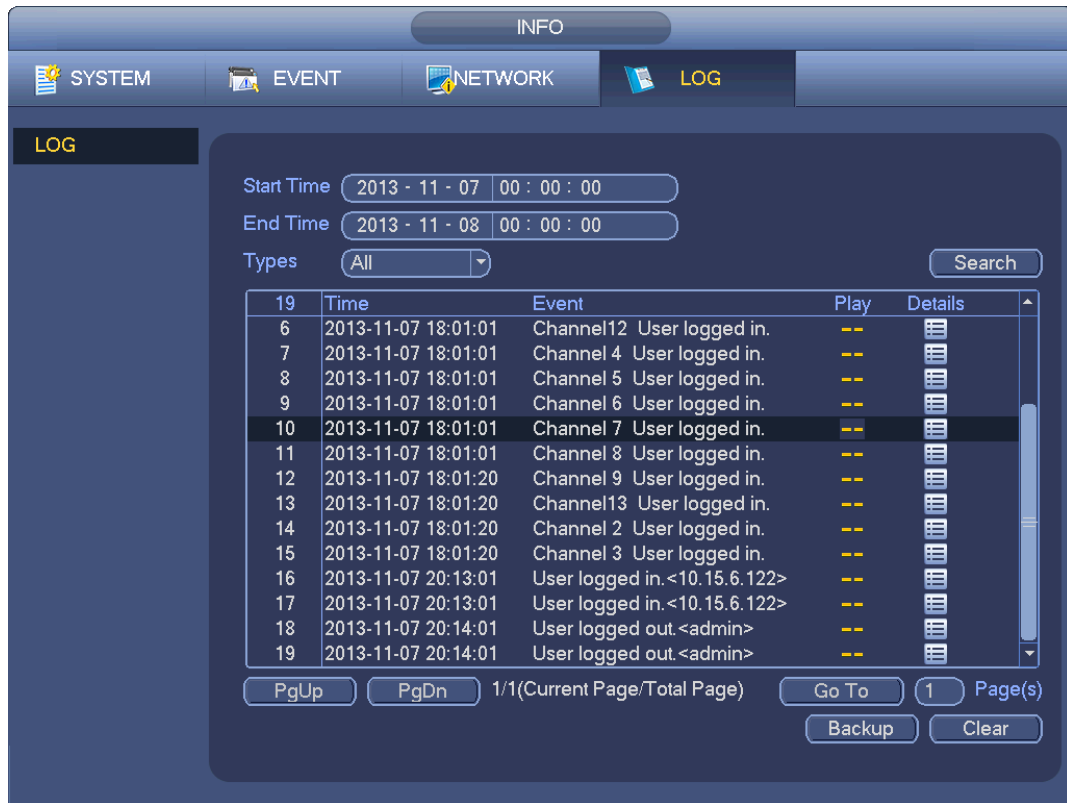 INFO
SYSTEM EVENT NETWORK LOG
LOG
Start Time 2013 - 11 - 07 00 : 00 : 00
End Time 2013 - 11 - 08 00 : 00 : 00
Types All Search
19 Time Event Play Details
6 2013-11-07 18:01:01 Channel12 User logged in. --
7 2013-11-07 18:01:01 Channel 4 User logged in. --
8 2013-11-07 18:01:01 Channel 5 User logged in. --
9 2013-11-07 18:01:01 Channel 6 User logged in. --
10 2013-11-07 18:01:01 Channel 7 User logged in. --
11 2013-11-07 18:01:01 Channel 8 User logged in. --
12 2013-11-07 18:01:20 Channel 9 User logged in. --
13 2013-11-07 18:01:20 Channel13 User logged in. --
14 2013-11-07 18:01:20 Channel 2 User logged in. --
15 2013-11-07 18:01:20 Channel 3 User logged in. --
16 2013-11-07 20:13:01 User logged in.<10.15.6.122> --
17 2013-11-07 20:13:01 User logged in.<10.15.6.122> --
18 2013-11-07 20:14:01 User logged out.<admin> --
19 2013-11-07 20:14:01 User logged out.<admin> --
PgUp PgDn 1/1(Current Page/Total Page) Go To 1 Page(s)
Backup Clear